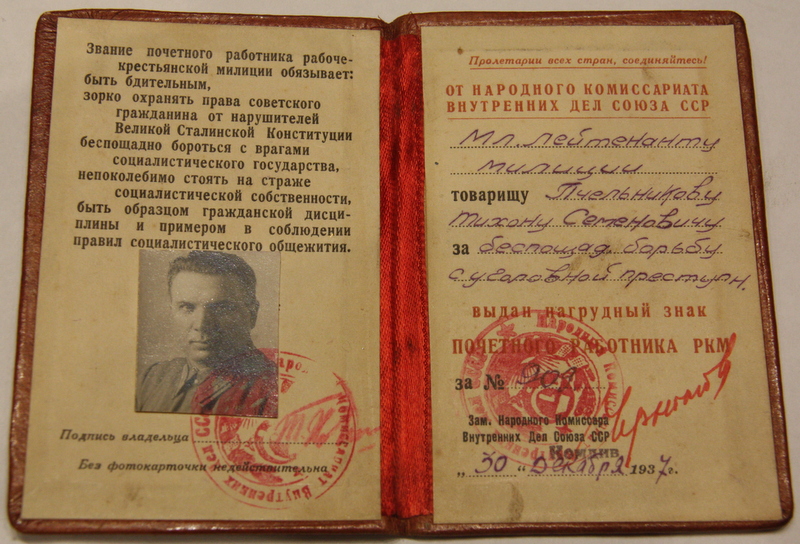 Звание почетного работника рабоче-
крестьянской милиции обязывает:
быть бдительным,
зорко охранять права советского
гражданина от нарушителей
Великой Сталинской Конституции
беспощадно бороться с врагами
социалистического государства,
непоколебимо стоять на страже
социалистической собственности,
быть образцом гражданской дисци-
плины и примером в соблюдении
правил социалистического общежития.
Подпись владельца
Без фотокарточки недействительна
Пролетарии всех стран, соединяйтесь!
ОТ НАРОДНОГО КОМИССАРИАТА
ВНУТРЕННИХ ДЕЛ СОЮЗА ССР
Мл. лейтенанту
милиции
товарищу Пчельникову
Тихону Семеновичу
за беспощад. борьбу
с уголовной преступн.
выдан нагрудный знак
ПОЧЕТНОГО РАБОТНИКА РКМ
за №
Зам. Народного Комиссара
Внутренних Дел Союза ССР
Комдив
„30“ декабря 1937г.